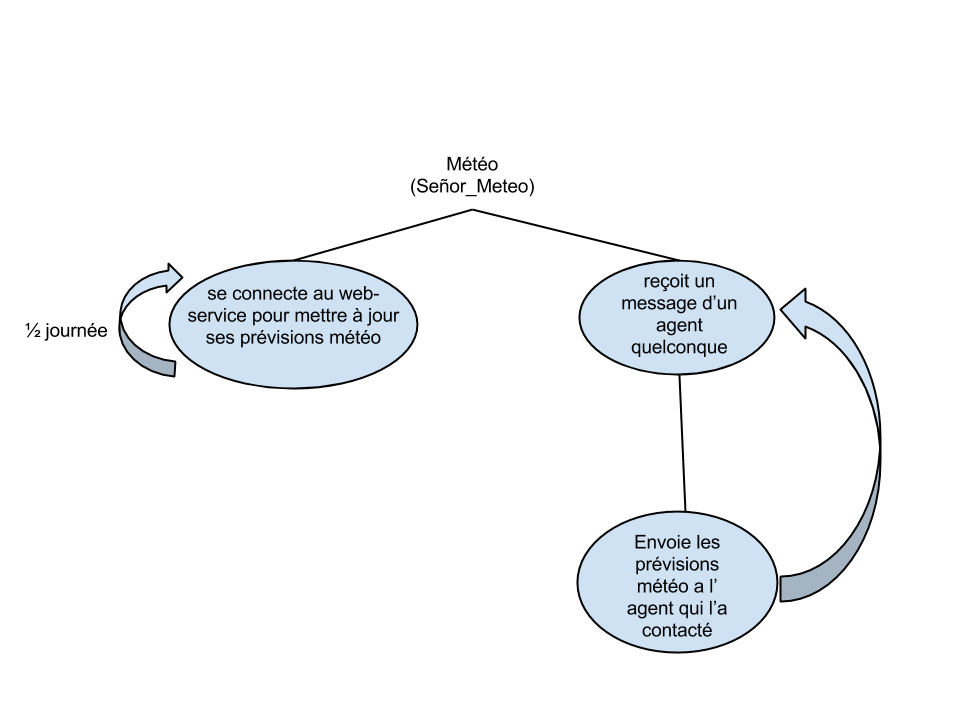 Météo
(Señor_Meteo)
se connecte au web-
service pour mettre à jour
ses prévisions météo
½ journée
reçoit un
message d’un
agent
quelconque
Envoie les
prévisions
météo a l’
agent qui l’a
contacté